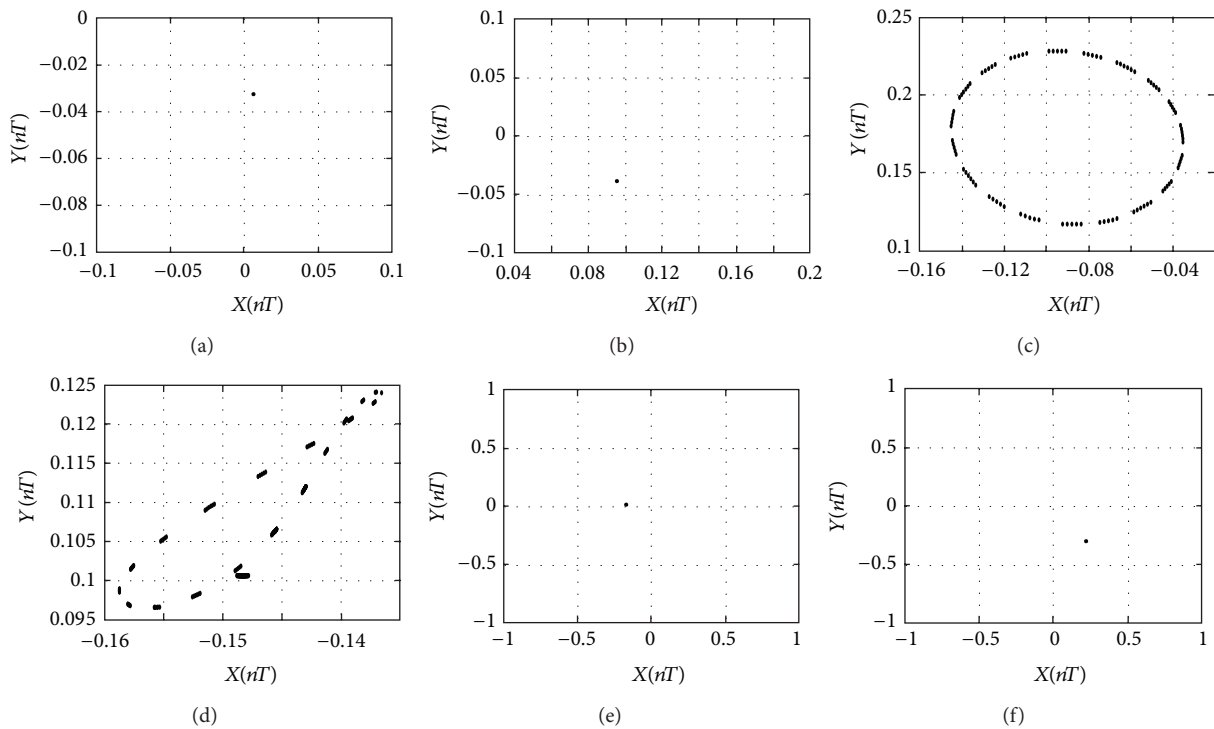 0
−0.02
−0.04
−0.06
−0.08
−0.1
Y(nT)
−0.1 −0.05 0 0.05 0.1
X(nT)
(a)
0.1
0.05
0
−0.05
−0.1
Y(nT)
0.04 0.08 0.12 0.16 0.2
X(nT)
(b)
0.25
0.2
0.15
0.1
Y(nT)
−0.16 −0.12 −0.08 −0.04
X(nT)
(c)
0.125
0.12
0.115
0.11
0.105
0.1
0.095
Y(nT)
−0.16 −0.15 −0.14
X(nT)
(d)
1
0.5
0
−0.5
−1
Y(nT)
−1 −0.5 0 0.5 1
X(nT)
(e)
1
0.5
0
−0.5
−1
Y(nT)
−1 −0.5 0 0.5 1
X(nT)
(f)